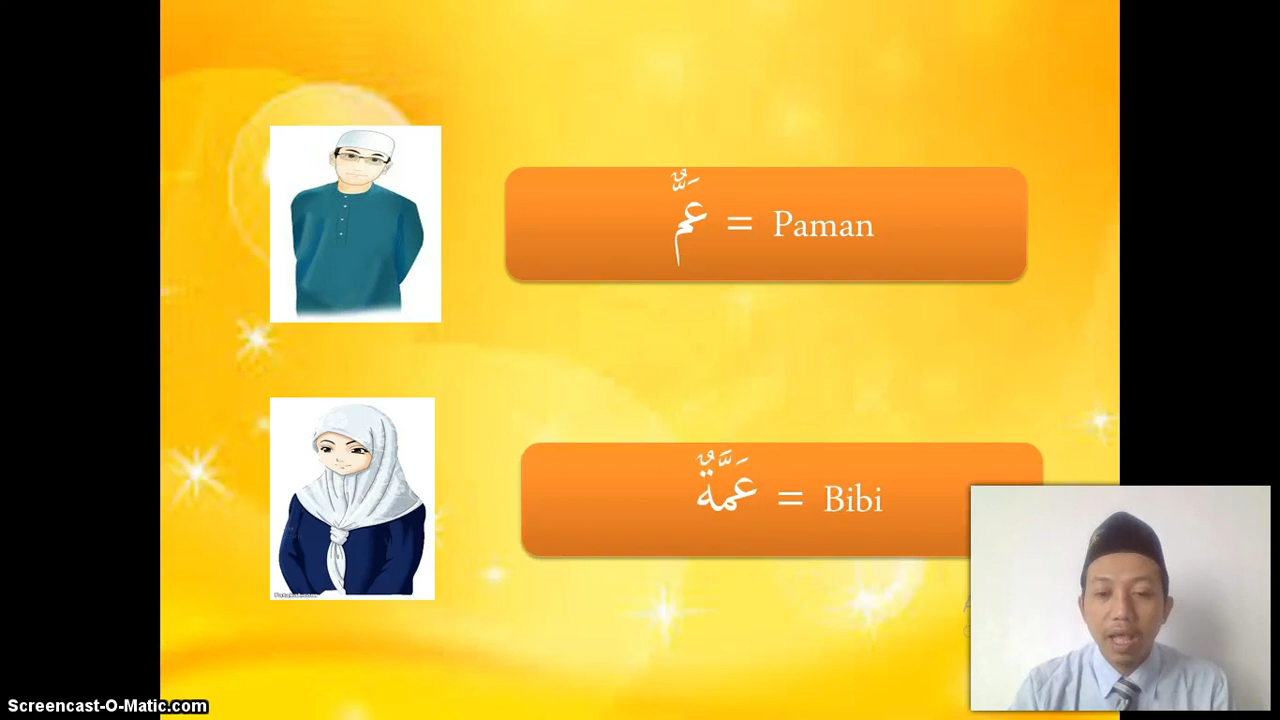 عَمٌّ = Paman
عَمَّةٌ = Bibi
Screencast-O-Matic.com